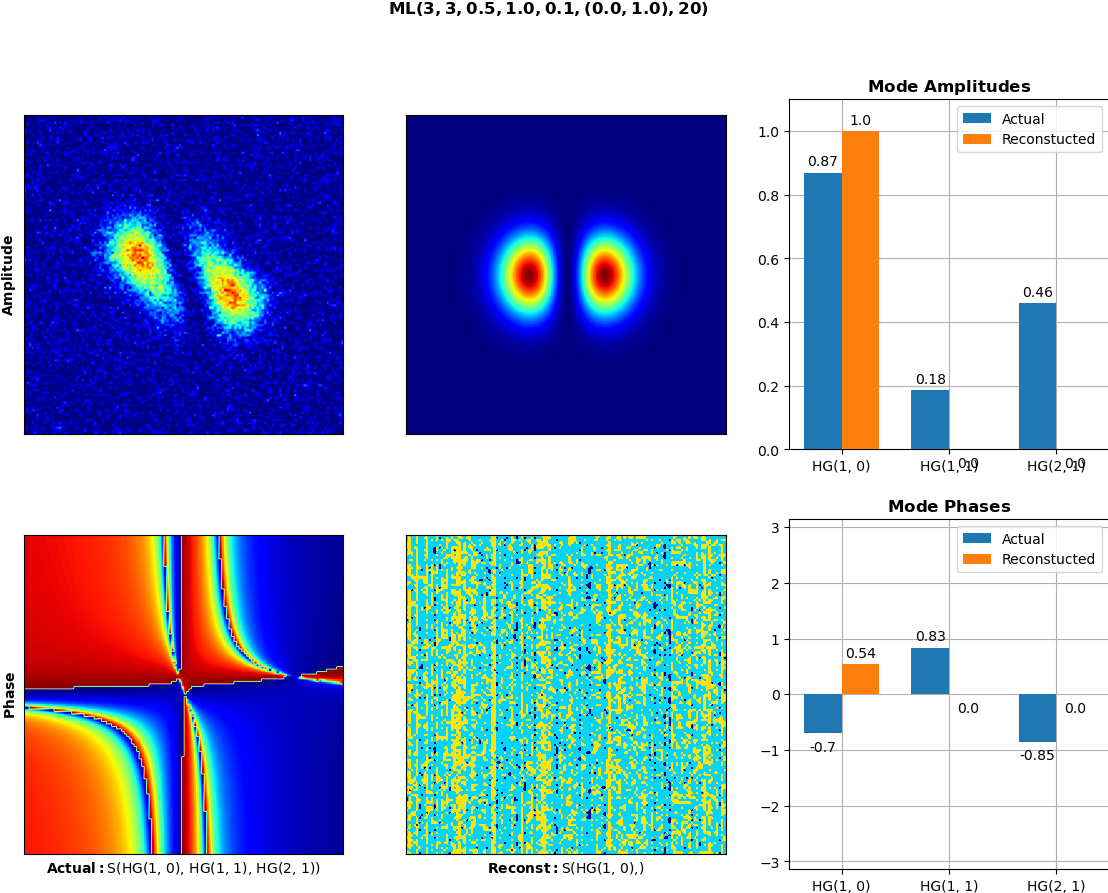 ML(3, 3, 0.5, 1.0, 0.1, (0.0, 1.0), 20)
Amplitude
Mode Amplitudes
Actual
Reconstucted
1.0
0.8
0.6
0.4
0.2
0.0
0.87
1.0
0.18
0.0
0.46
0.0
HG(1, 0)
HG(1, 1)
HG(2, 1)
Phase
Actual: S(HG(1, 0), HG(1, 1), HG(2, 1))
Reconst: S(HG(1, 0),)
Mode Phases
Actual
Reconstucted
3
2
1
0
−1
−2
−3
-0.7
0.54
0.83
0.0
-0.85
0.0
HG(1, 0)
HG(1, 1)
HG(2, 1)